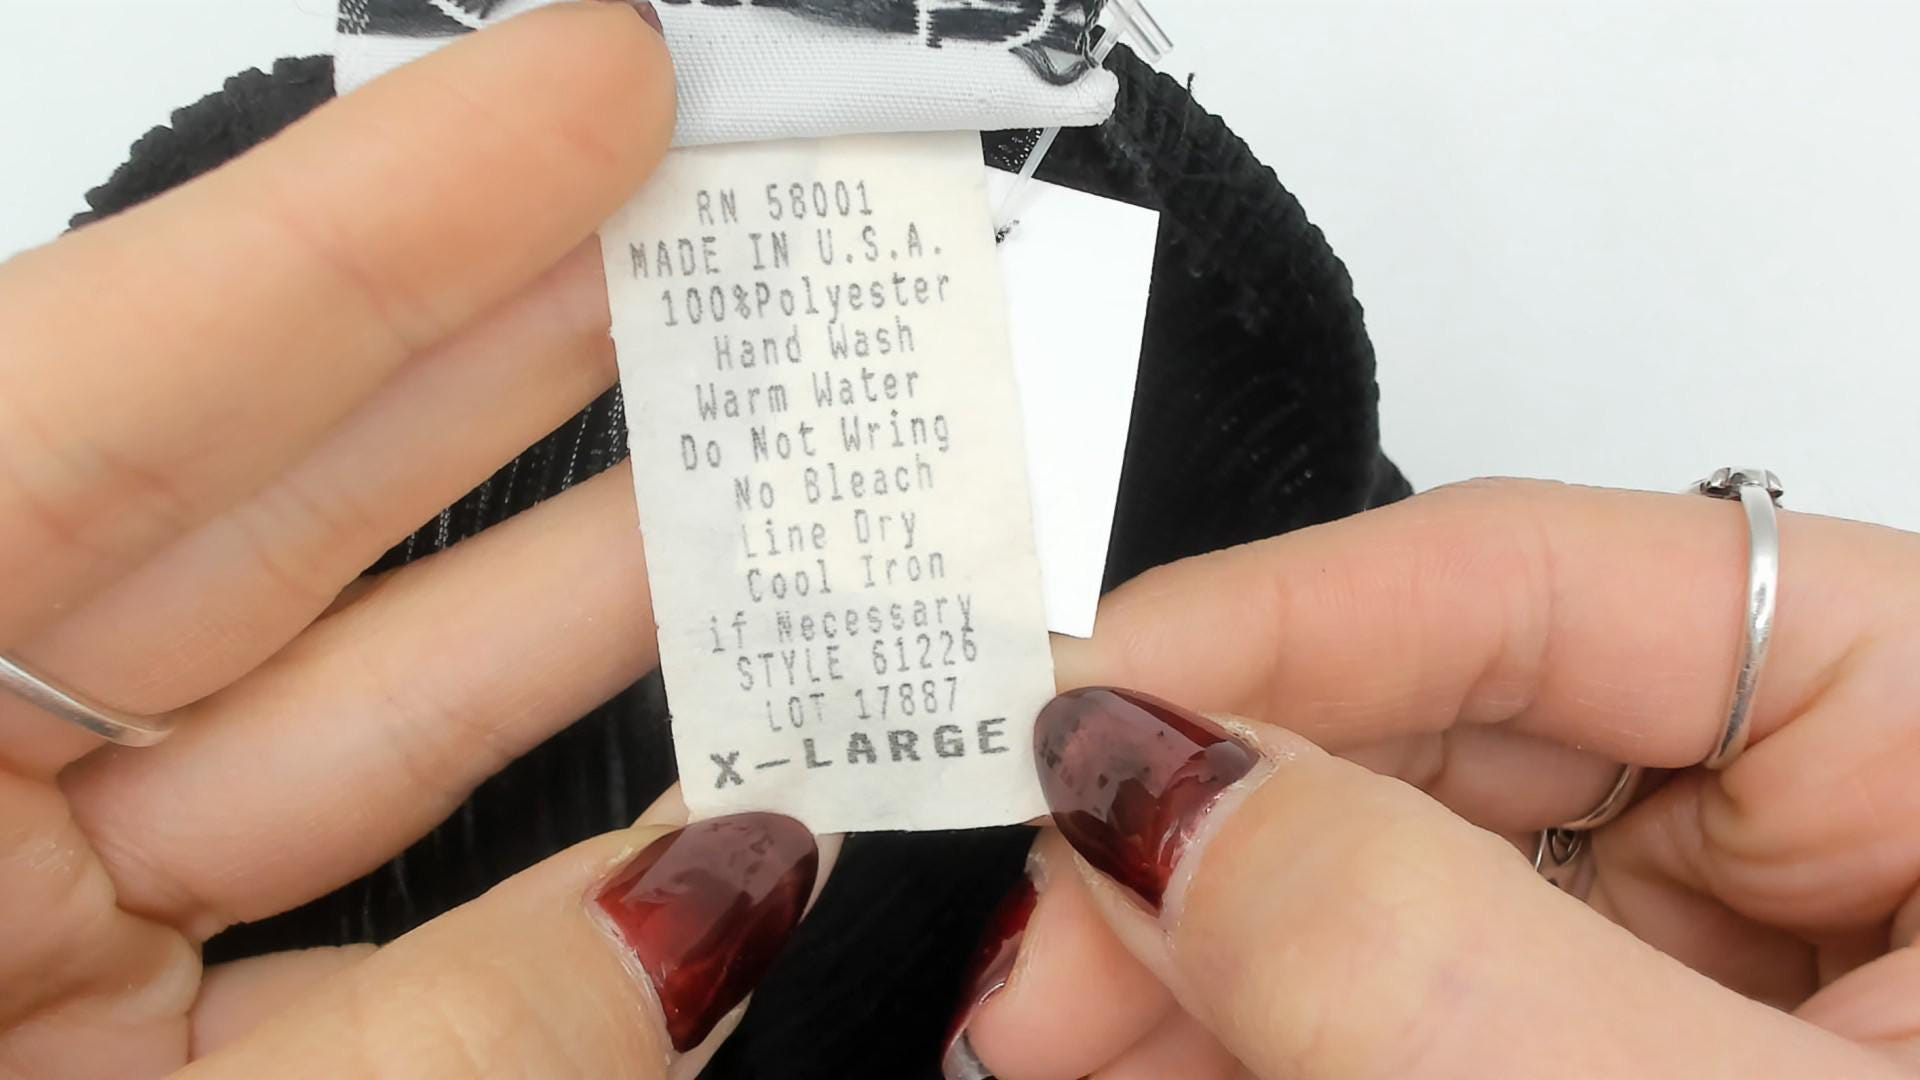 RN 58001
MADE IN U.S.A.
100%Polyester
Hand Wash
Warm Water
Do Not Wring
No Bleach
Line Dry
Cool Iron
if Necessary
STYLE 61226
LOT 17887
X-LARGE